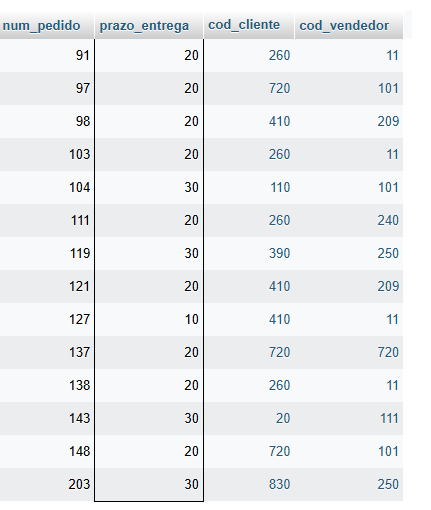 num_pedido prazo_entrega cod_cliente cod_vendedor
91 20 260 11
97 20 720 101
98 20 410 209
103 20 260 11
104 30 110 101
111 20 260 240
119 30 390 250
121 20 410 209
127 10 410 11
137 20 720 720
138 20 260 11
143 30 20 111
148 20 720 101
203 30 830 250